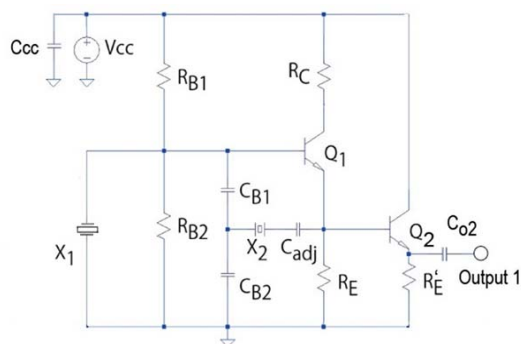 Ccc
Vcc
RB1
RC
Q1
CB1
X1
RB2
X2
Cadj
Q2
Co2
CB2
RE
R'E
Output 1